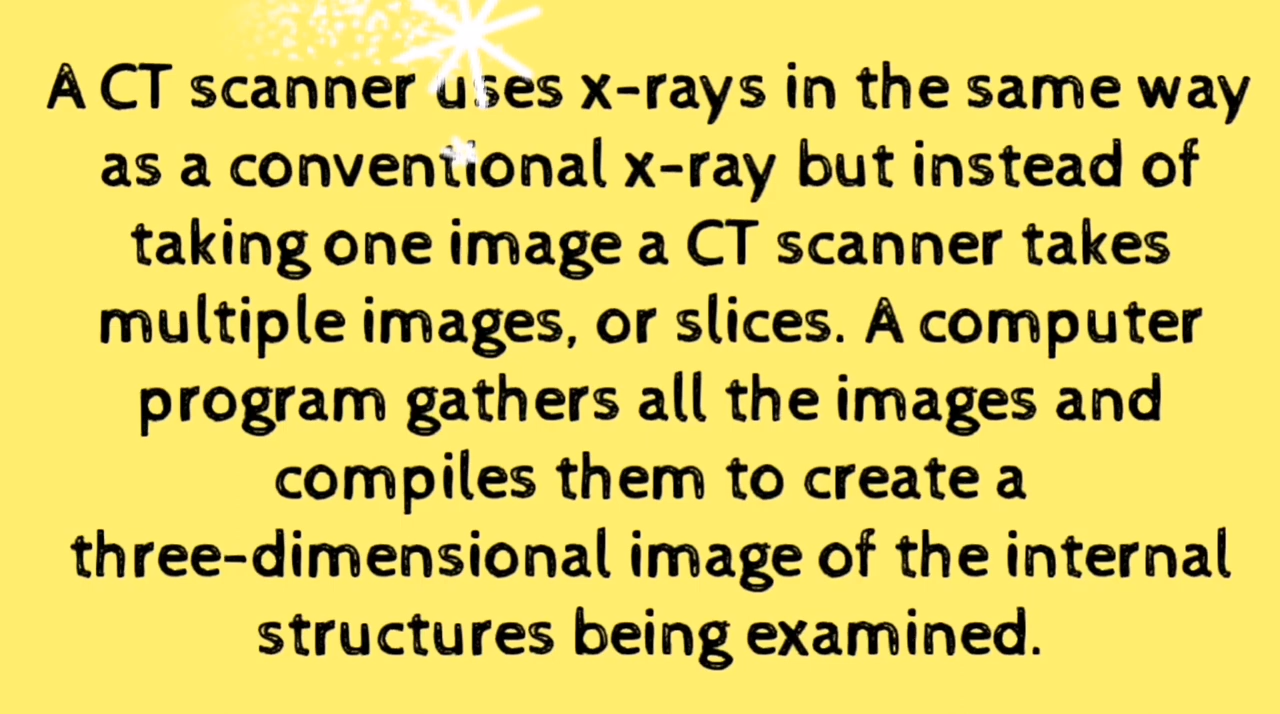 A CT scanner uses x-rays in the same way
as a conventional x-ray but instead of
taking one image a CT scanner takes
multiple images, or slices. A computer
program gathers all the images and
compiles them to create a
three-dimensional image of the internal
structures being examined.